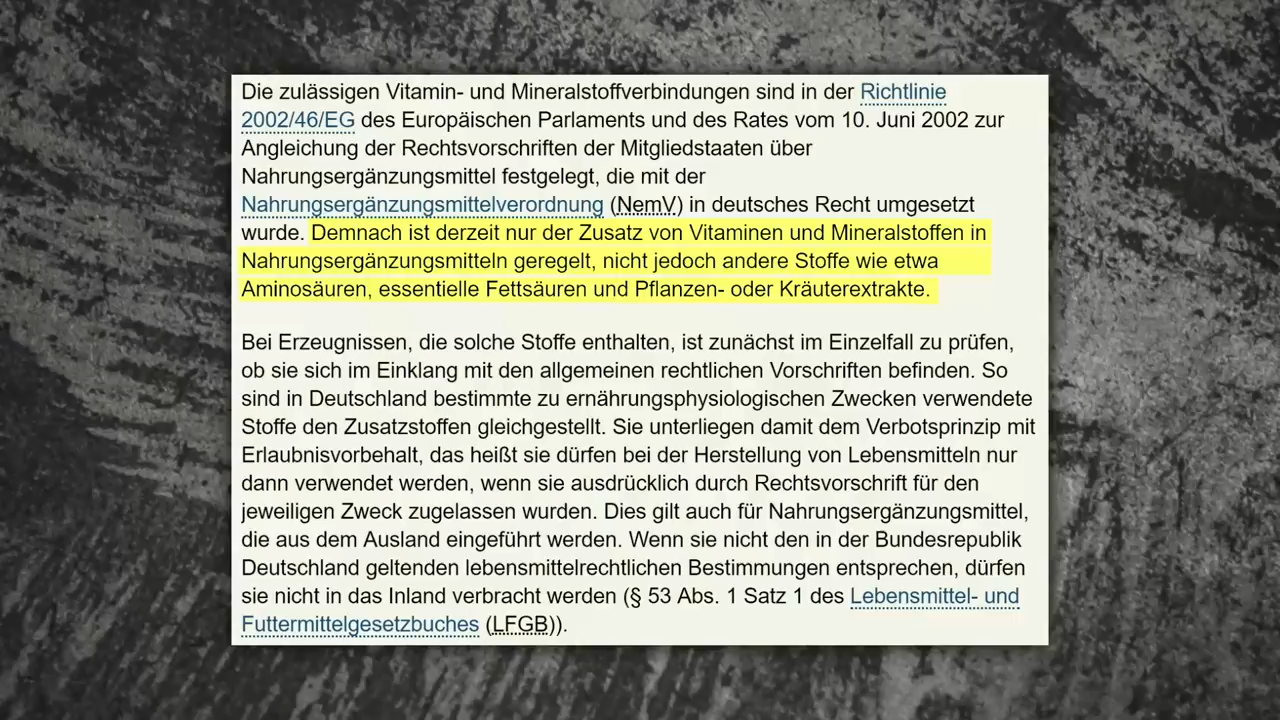 Die zulässigen Vitamin- und Mineralstoffverbindungen sind in der Richtlinie
2002/46/EG des Europäischen Parlaments und des Rates vom 10. Juni 2002 zur
Angleichung der Rechtsvorschriften der Mitgliedstaaten über
Nahrungsergänzungsmittel festgelegt, die mit der
Nahrungsergänzungsmittelverordnung (NemV) in deutsches Recht umgesetzt
wurde. Demnach ist derzeit nur der Zusatz von Vitaminen und Mineralstoffen in
Nahrungsergänzungsmitteln geregelt, nicht jedoch andere Stoffe wie etwa
Aminosäuren, essentielle Fettsäuren und Pflanzen- oder Kräuterextrakte.
Bei Erzeugnissen, die solche Stoffe enthalten, ist zunächst im Einzelfall zu prüfen,
ob sie sich im Einklang mit den allgemeinen rechtlichen Vorschriften befinden. So
sind in Deutschland bestimmte zu ernährungsphysiologischen Zwecken verwendete
Stoffe den Zusatzstoffen gleichgestellt. Sie unterliegen damit dem Verbotsprinzip mit
Erlaubnisvorbehalt, das heißt sie dürfen bei der Herstellung von Lebensmitteln nur
dann verwendet werden, wenn sie ausdrücklich durch Rechtsvorschrift für den
jeweiligen Zweck zugelassen wurden. Dies gilt auch für Nahrungsergänzungsmittel,
die aus dem Ausland eingeführt werden. Wenn sie nicht den in der Bundesrepublik
Deutschland geltenden lebensmittelrechtlichen Bestimmungen entsprechen, dürfen
sie nicht in das Inland verbracht werden (§ 53 Abs. 1 Satz 1 des Lebensmittel- und
Futtermittelgesetzbuches (LFGB)).